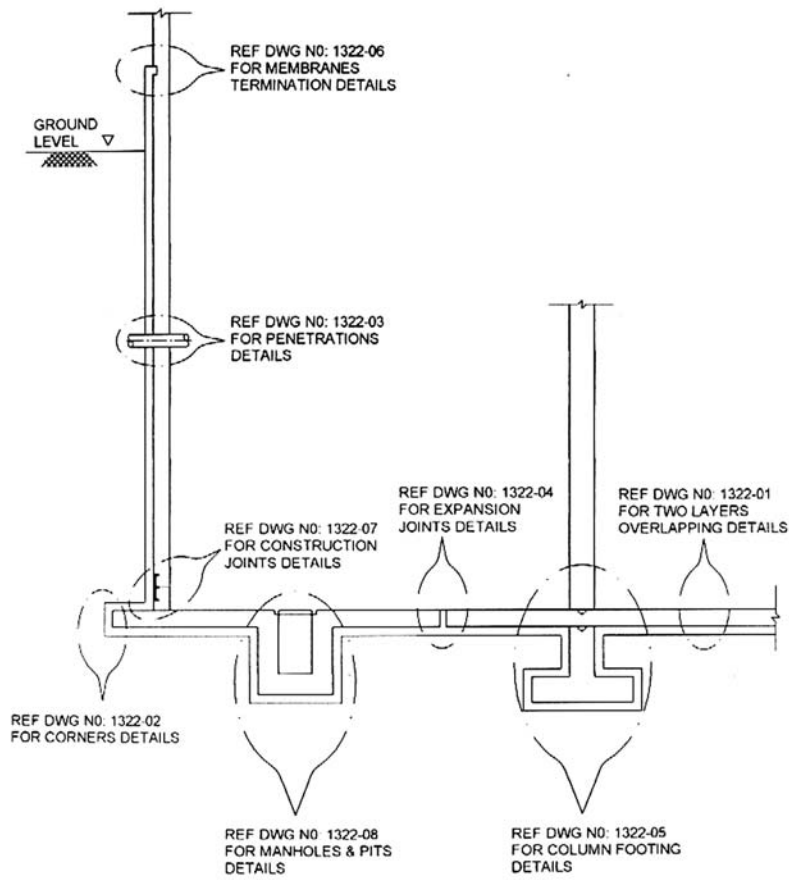 REF DWG N0: 1322-06
FOR MEMBRANES
TERMINATION DETAILS
GROUND
LEVEL
REF DWG N0: 1322-03
FOR PENETRATIONS
DETAILS
REF DWG N0: 1322-04
FOR EXPANSION
JOINTS DETAILS
REF DWG N0: 1322-01
FOR TWO LAYERS
OVERLAPPING DETAILS
REF DWG N0: 1322-07
FOR CONSTRUCTION
JOINTS DETAILS
REF DWG N0: 1322-02
FOR CORNERS DETAILS
REF DWG N0: 1322-08
FOR MANHOLES & PITS
DETAILS
REF DWG N0: 1322-05
FOR COLUMN FOOTING
DETAILS